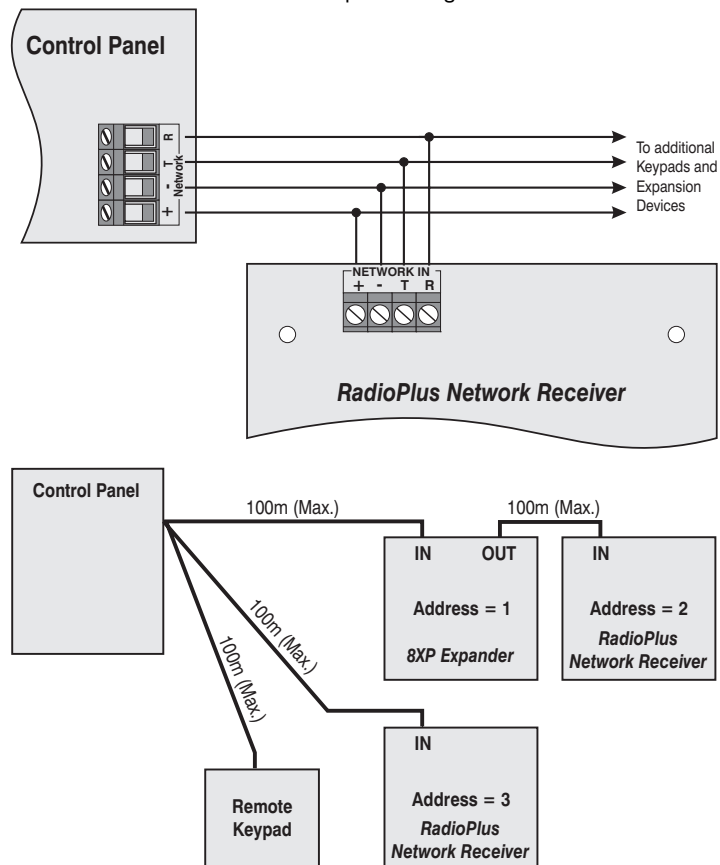 Control Panel
R
T
-
+
Network
To additional
Keypads and
Expansion
Devices
NETWORK IN
+ - T R
RadioPlus Network Receiver
Control Panel
100m (Max.)
100m (Max.)
IN OUT
IN
Address = 1
8XP Expander
Address = 2
RadioPlus
Network Receiver
100m (Max.)
100m (Max.)
IN
Address = 3
RadioPlus
Network Receiver
Remote
Keypad